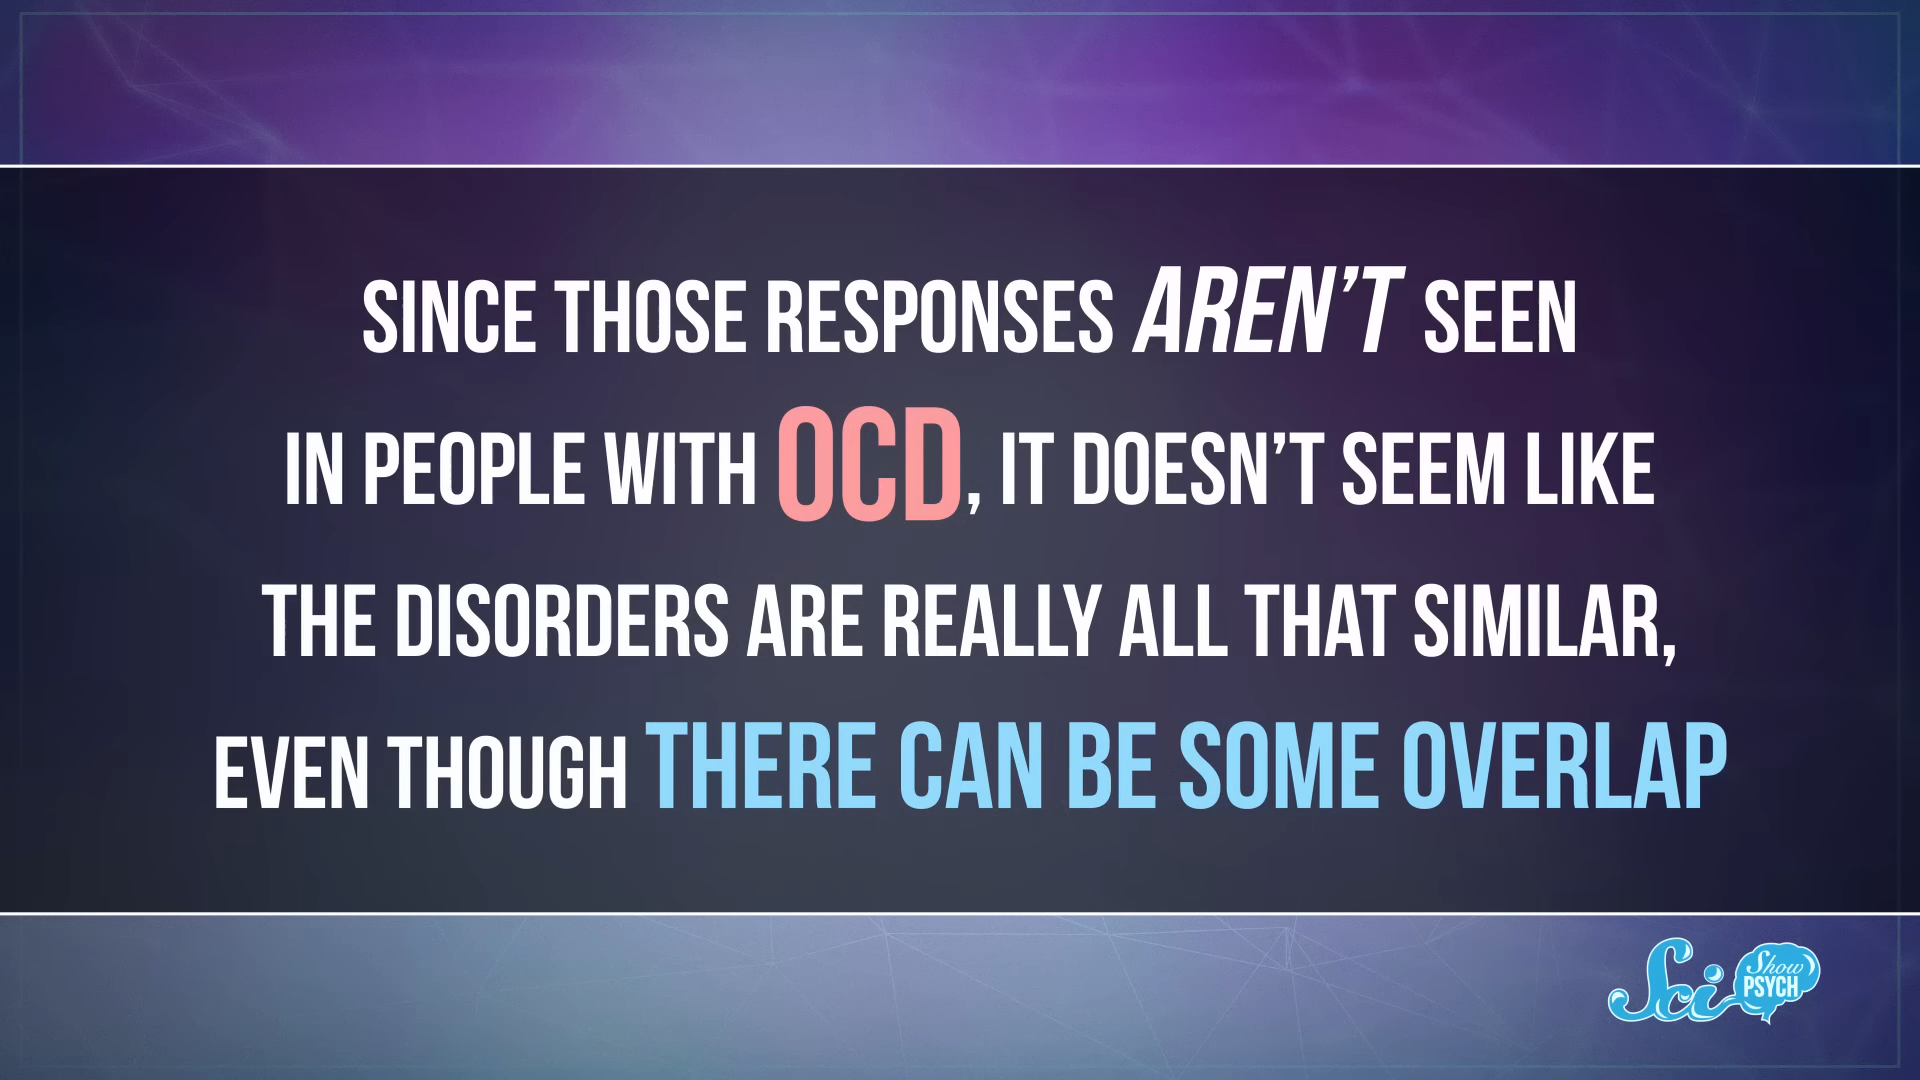 SINCE THOSE RESPONSES AREN'T SEEN
IN PEOPLE WITH OCD, IT DOESN'T SEEM LIKE
THE DISORDERS ARE REALLY ALL THAT SIMILAR,
EVEN THOUGH THERE CAN BE SOME OVERLAP
Sci Show
PSYCH